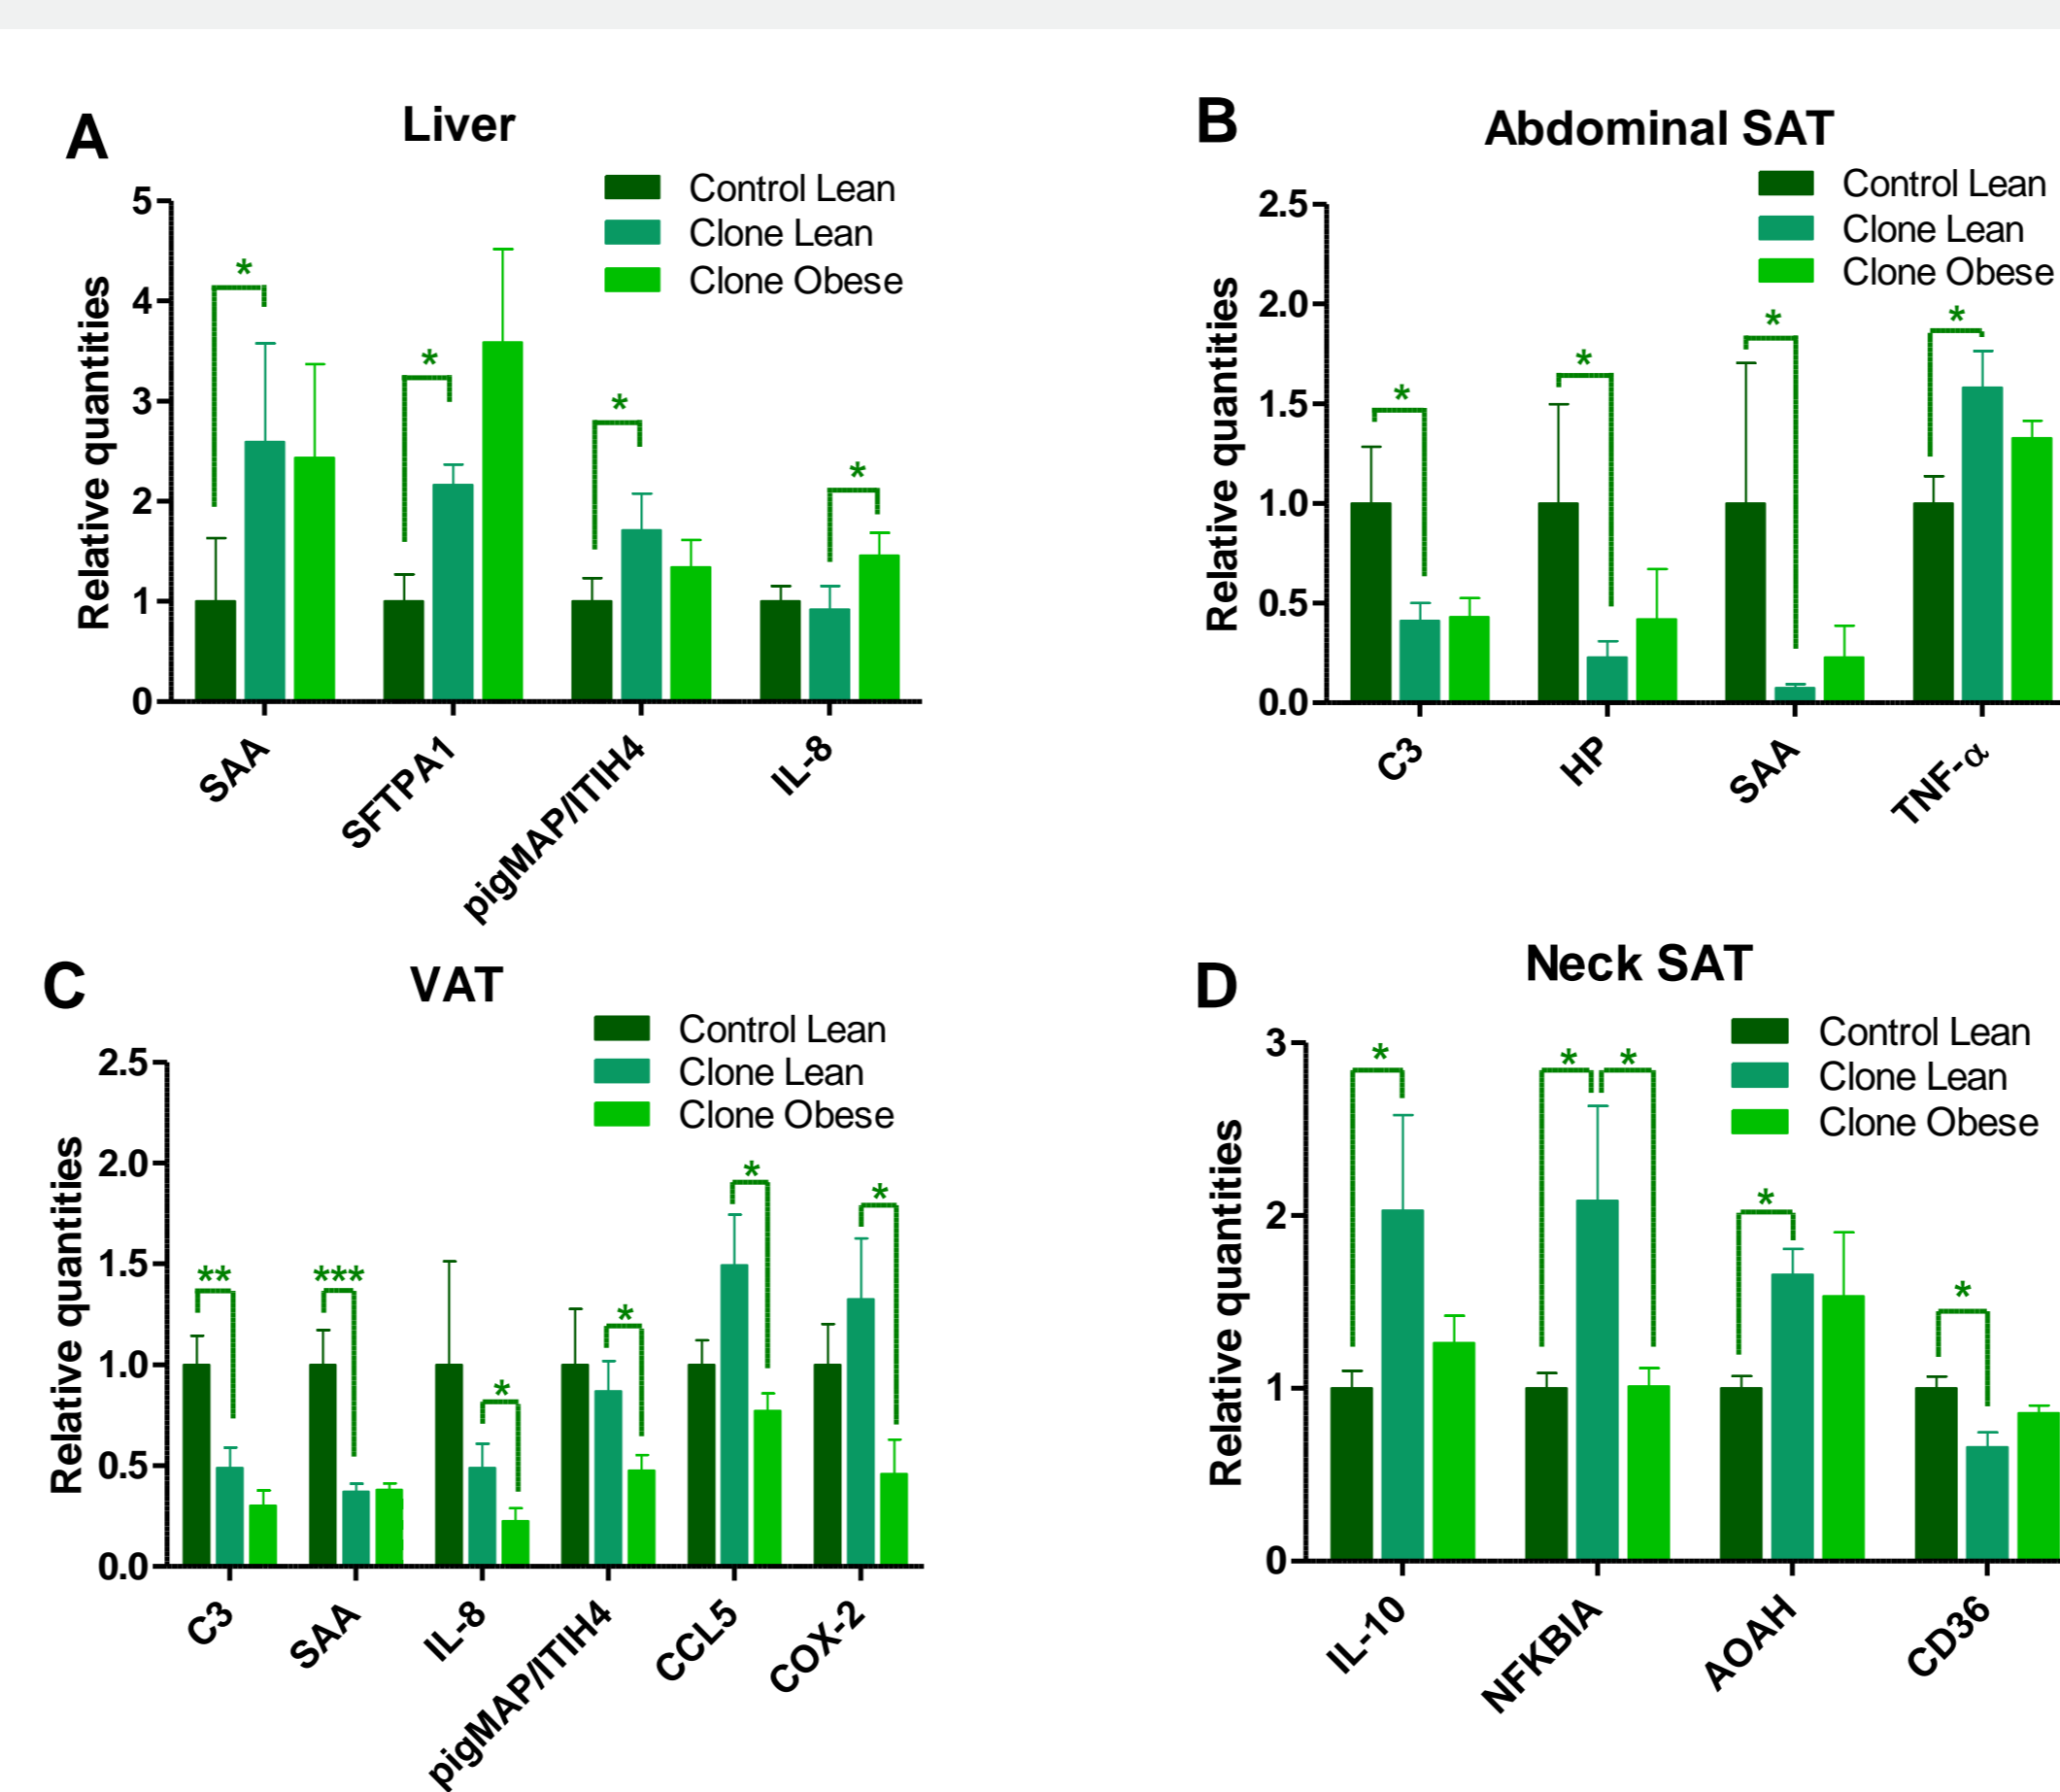 A
Liver
Control Lean
Clone Lean
Clone Obese
Relative quantities
5
4
3
2
1
0
*
*
*
*
SAA
SFTPA1
pigMAP/ITIH4
IL-8
B
Abdominal SAT
Control Lean
Clone Lean
Clone Obese
Relative quantities
2.5
2.0
1.5
1.0
0.5
0.0
*
*
*
*
C3
HP
SAA
TNF-α
C
VAT
Control Lean
Clone Lean
Clone Obese
Relative quantities
2.5
2.0
1.5
1.0
0.5
0.0
**
***
*
*
*
*
C3
SAA
IL-8
pigMAP/ITIH4
CCL5
COX-2
D
Neck SAT
Control Lean
Clone Lean
Clone Obese
Relative quantities
3
2
1
0
*
*
*
*
*
IL-10
NFKBIA
AOAH
CD36